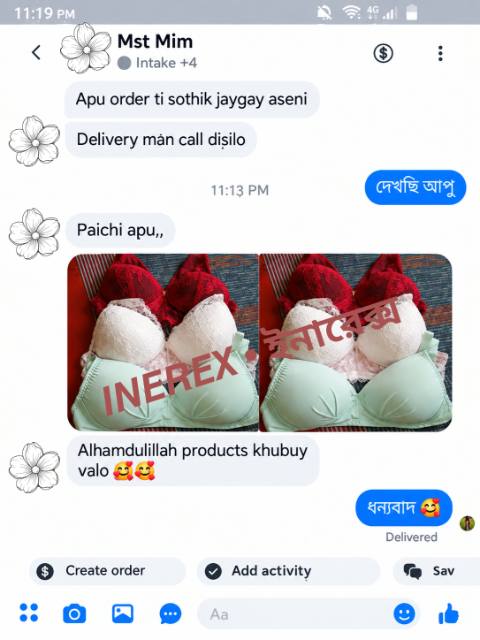 11:19 PM
4G
Mst Mim
Intake +4
Apu order ti sothik jaygay aseni
Delivery man call disilo
11:13 PM
দেখছি আপু
Paichi apu,,
INEREX • ইনারেক্স
Alhamdulillah products khubuy
valo 🥰🥰
ধন্যবাদ 🥰
Delivered
Create order
Add activity
Sav
Aa